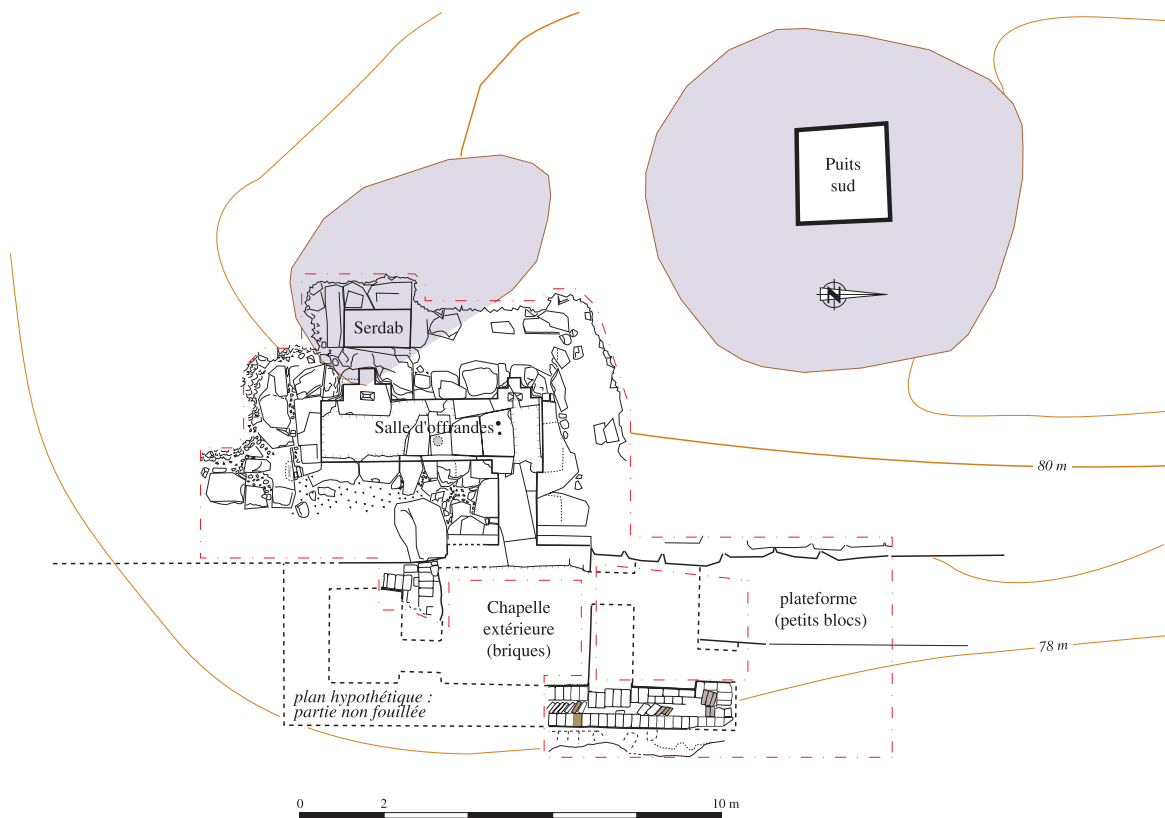 Puits
sud
N
Serdab
Salle d'offrandes
80 m
Chapelle
extérieure
(briques)
plateforme
(petits blocs)
78 m
plan hypothétique :
partie non fouillée
0 2 10 m